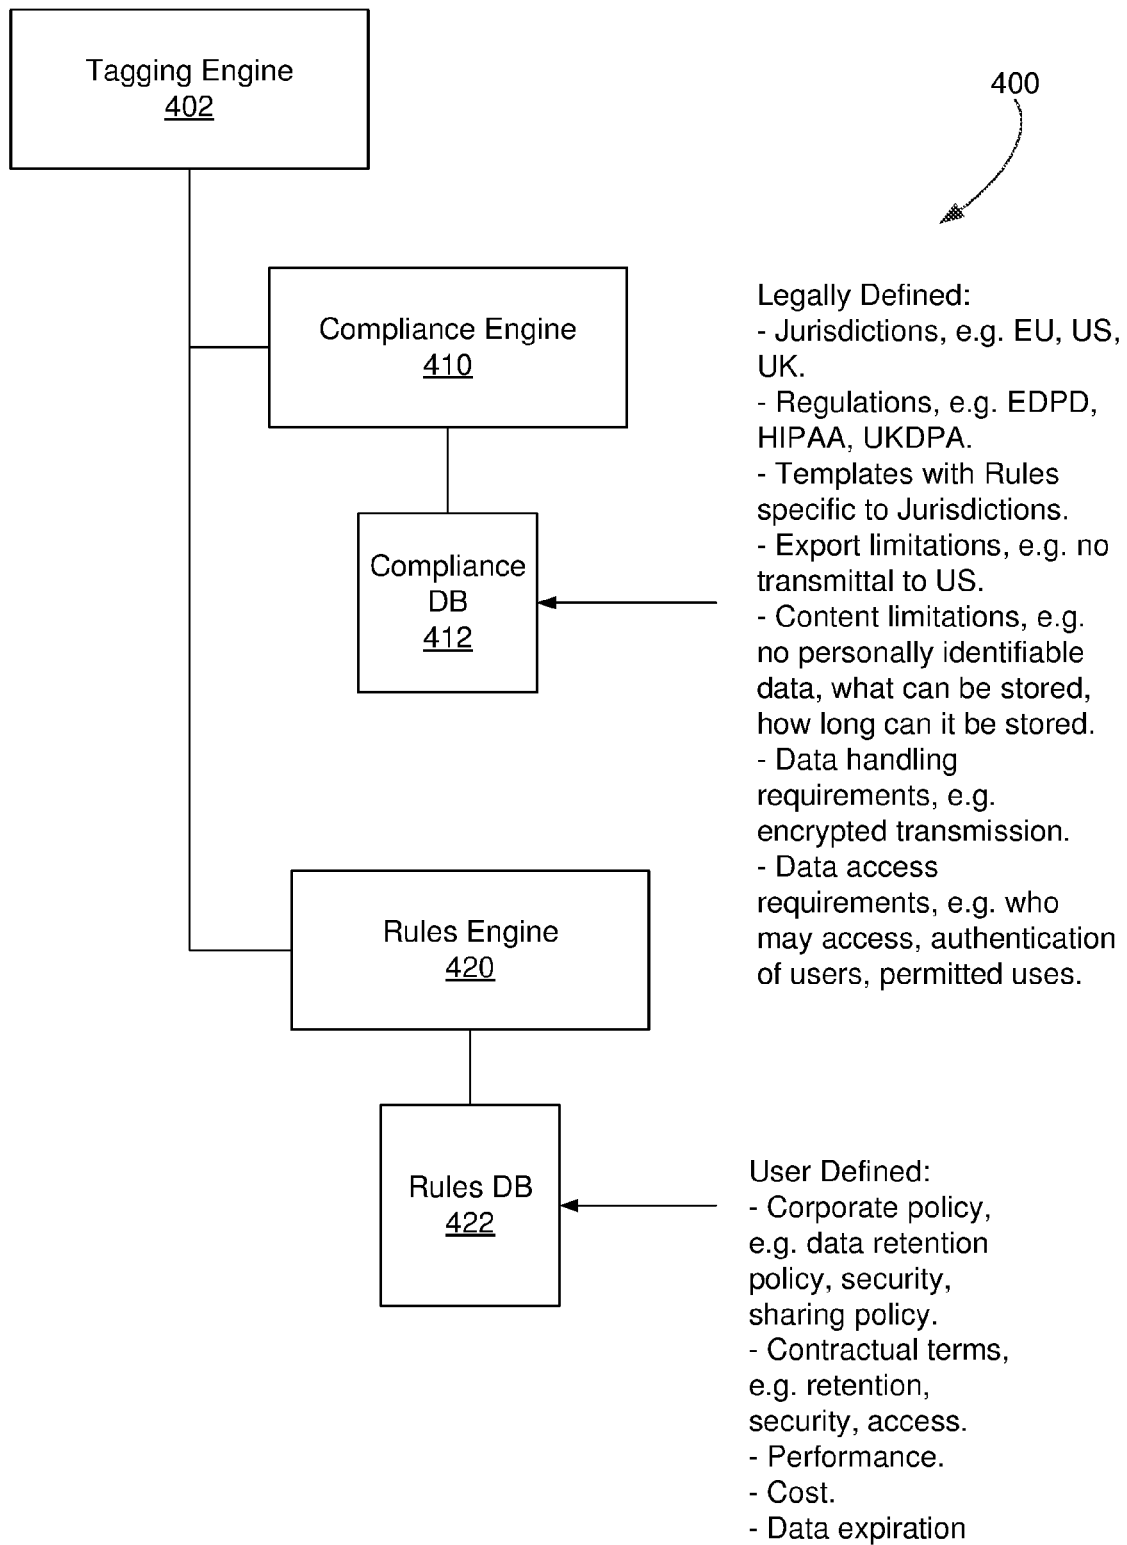 Tagging Engine
402
400
Compliance Engine
410
Legally Defined:
- Jurisdictions, e.g. EU, US,
UK.
- Regulations, e.g. EDPD,
HIPAA, UKDPA.
- Templates with Rules
specific to Jurisdictions.
- Export limitations, e.g. no
transmittal to US.
- Content limitations, e.g.
no personally identifiable
data, what can be stored,
how long can it be stored.
- Data handling
requirements, e.g.
encrypted transmission.
- Data access
requirements, e.g. who
may access, authentication
of users, permitted uses.
Compliance
DB
412
Rules Engine
420
Rules DB
422
User Defined:
- Corporate policy,
e.g. data retention
policy, security,
sharing policy.
- Contractual terms,
e.g. retention,
security, access.
- Performance.
- Cost.
- Data expiration